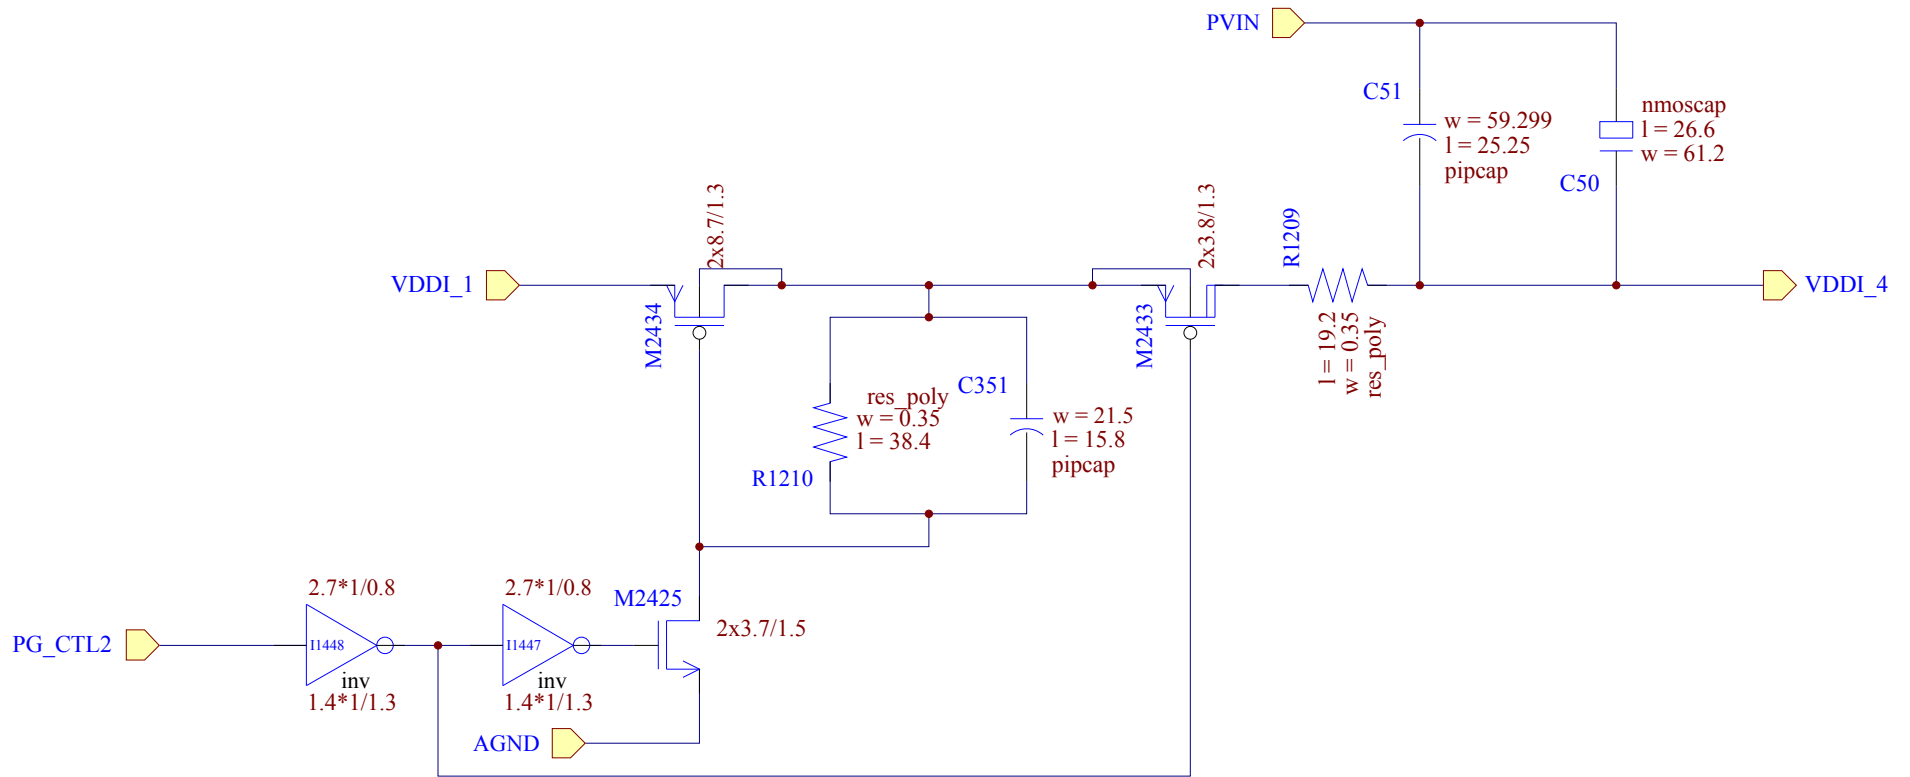 PVIN
C51
w = 59.299
l = 25.25
pipcap
nmoscap
l = 26.6
w = 61.2
C50
VDDI_1
2x8.7/1.3
M2434
2x3.8/1.3
M2433
R1209
l = 19.2
w = 0.35
res_poly
VDDI_4
res_poly
w = 0.35
l = 38.4
R1210
C351
w = 21.5
l = 15.8
pipcap
PG_CTL2
2.7*1/0.8
I1448
inv
1.4*1/1.3
2.7*1/0.8
I1447
inv
1.4*1/1.3
M2425
2x3.7/1.5
AGND